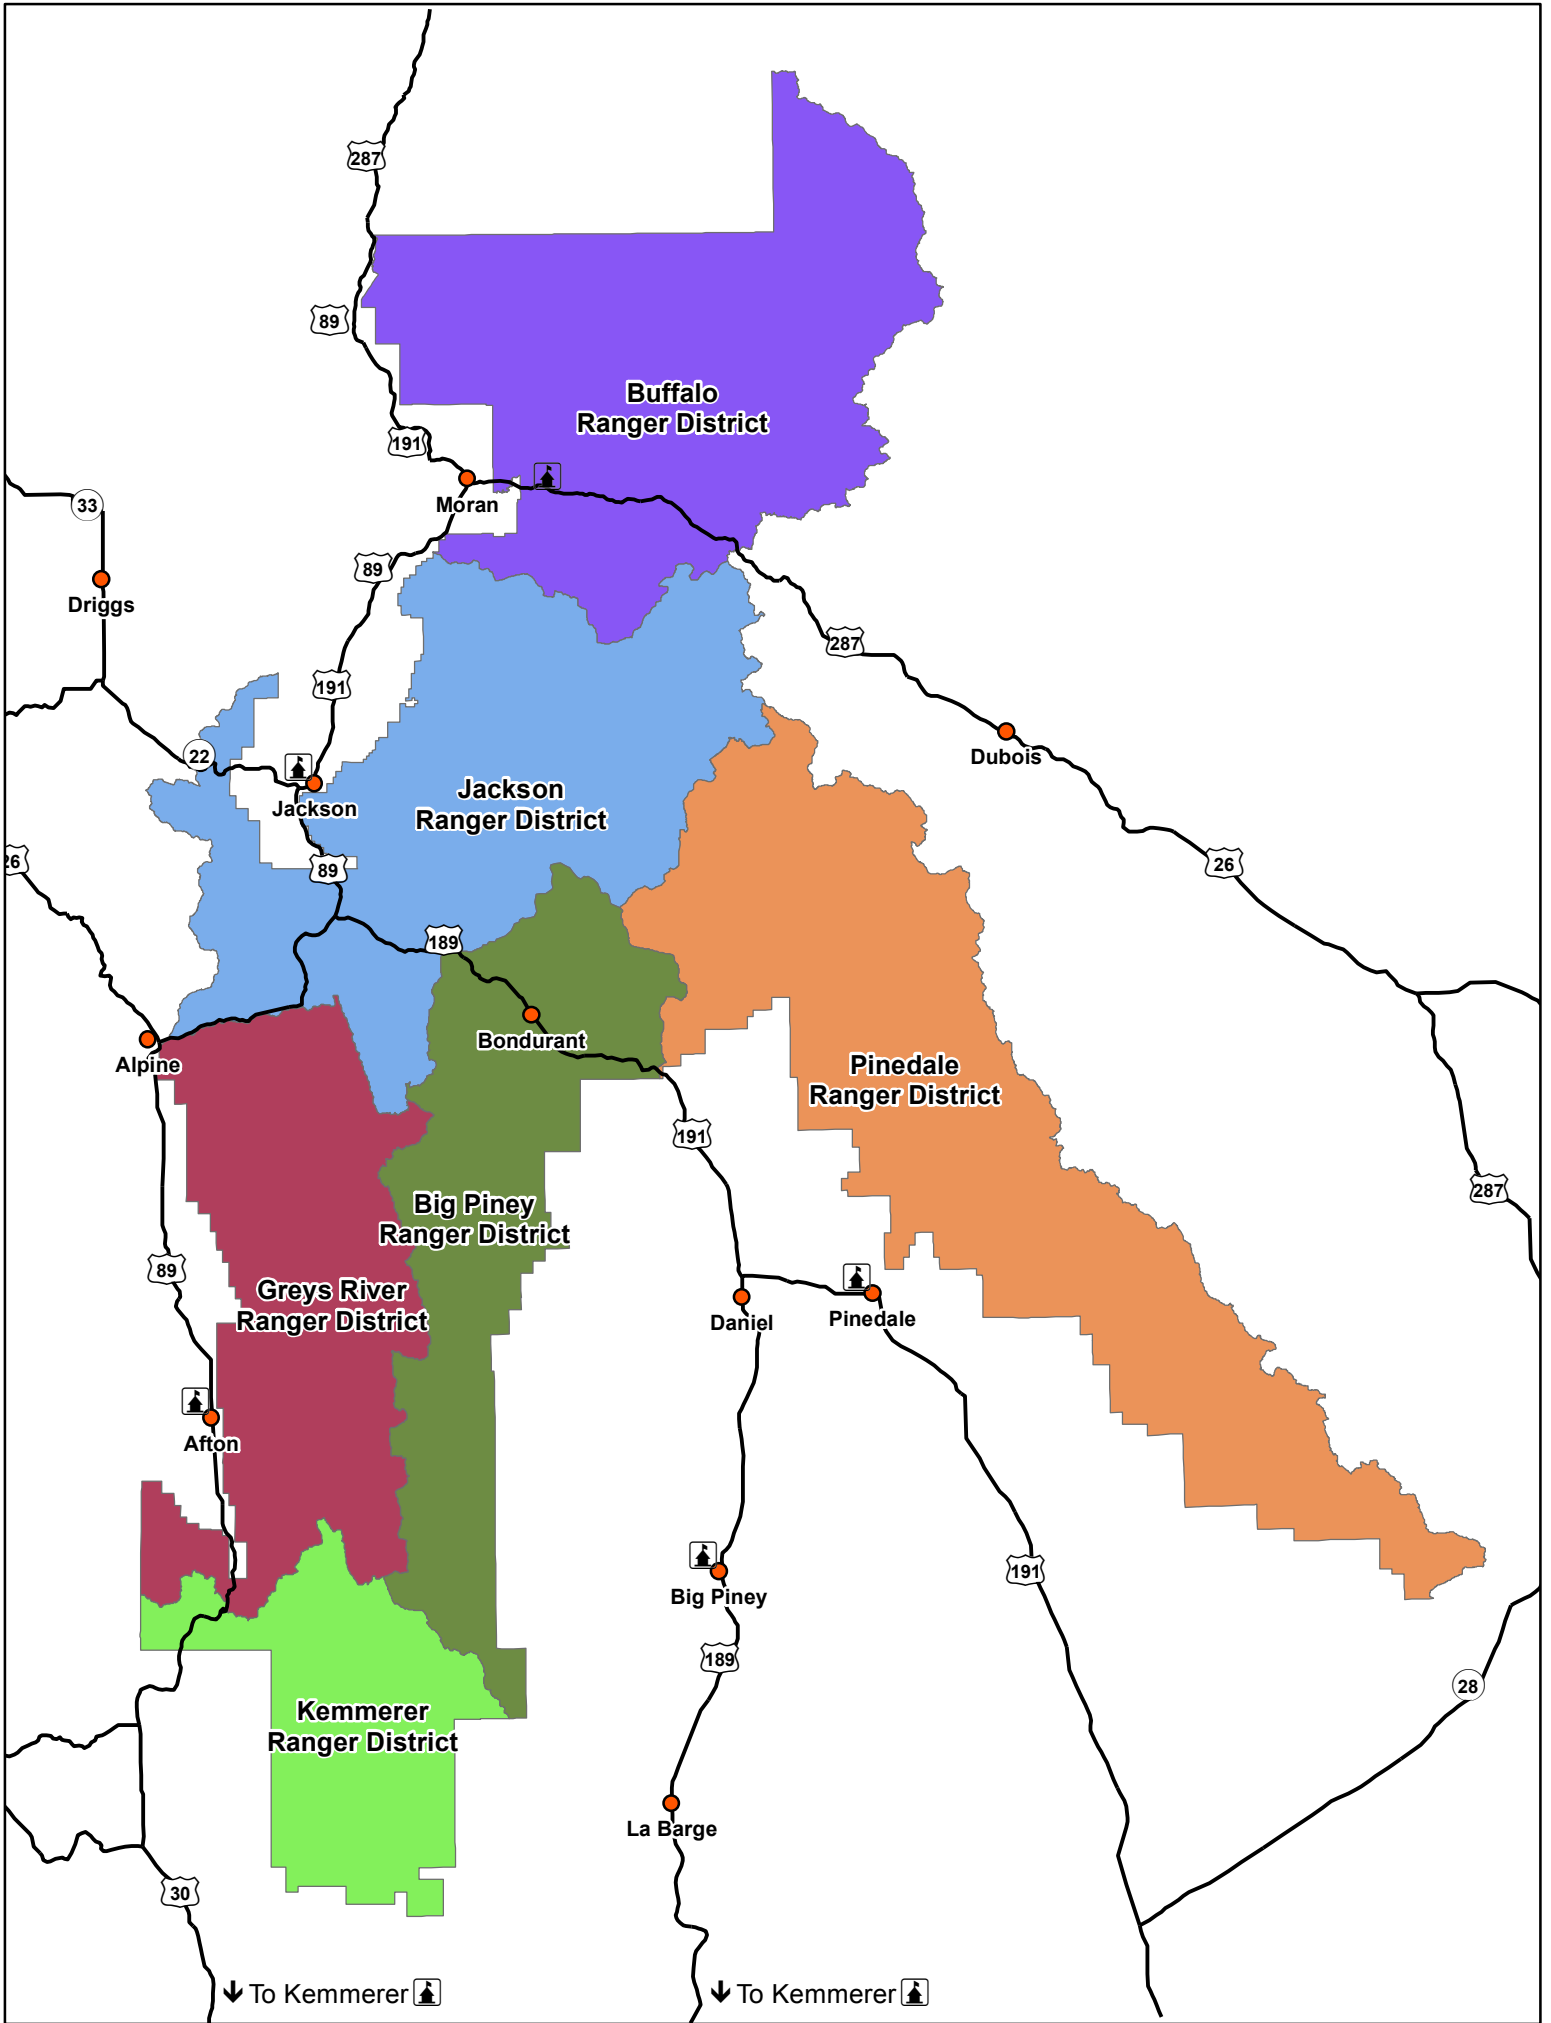 287
89
Buffalo
Ranger District
191
Moran
33
89
Driggs
287
191
Dubois
22
Jackson
Jackson
Ranger District
26
26
89
189
Bondurant
Alpine
Pinedale
Ranger District
191
287
Big Piney
Ranger District
89
Greys River
Ranger District
Daniel
Pinedale
Afton
191
Big Piney
189
28
Kemmerer
Ranger District
La Barge
30
To Kemmerer
To Kemmerer